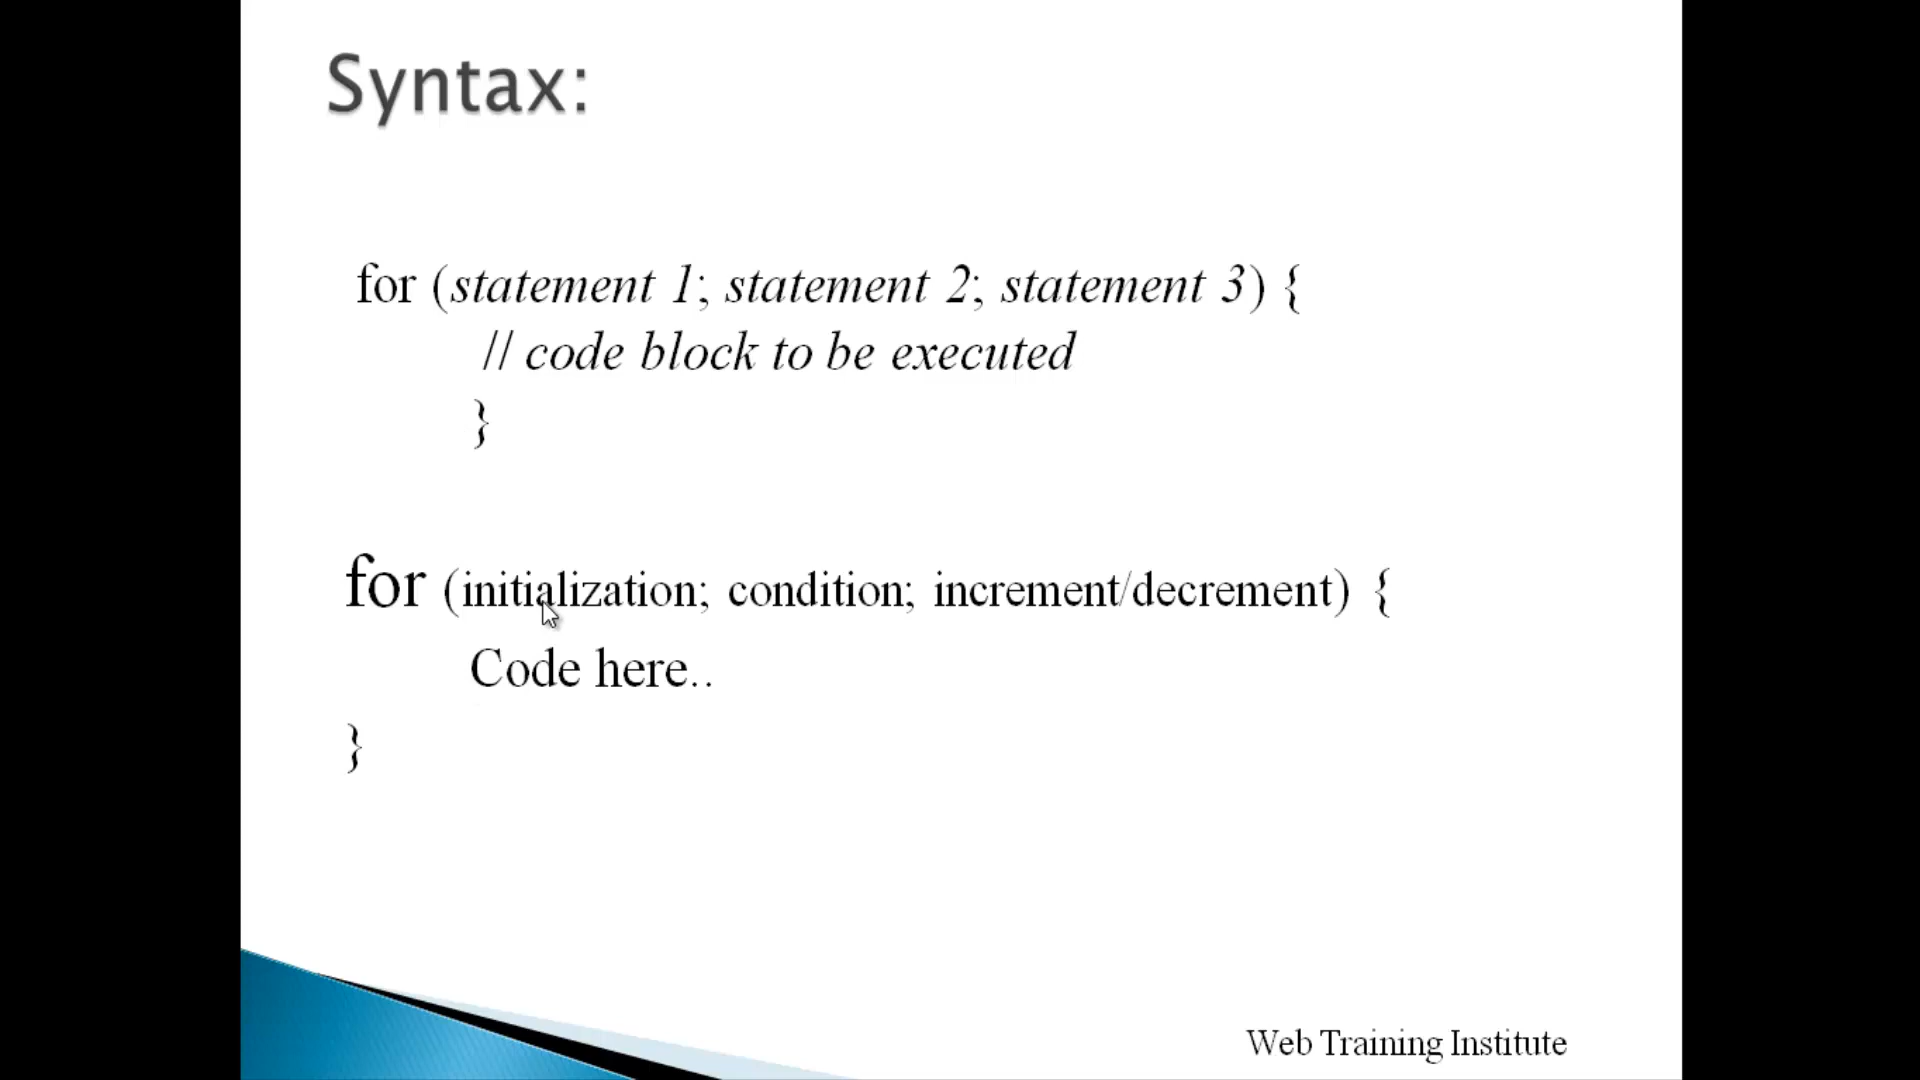 Syntax:
for (statement 1; statement 2; statement 3) {
// code block to be executed
}
for (initialization; condition; increment/decrement) {
Code here..
}
Web Training Institute